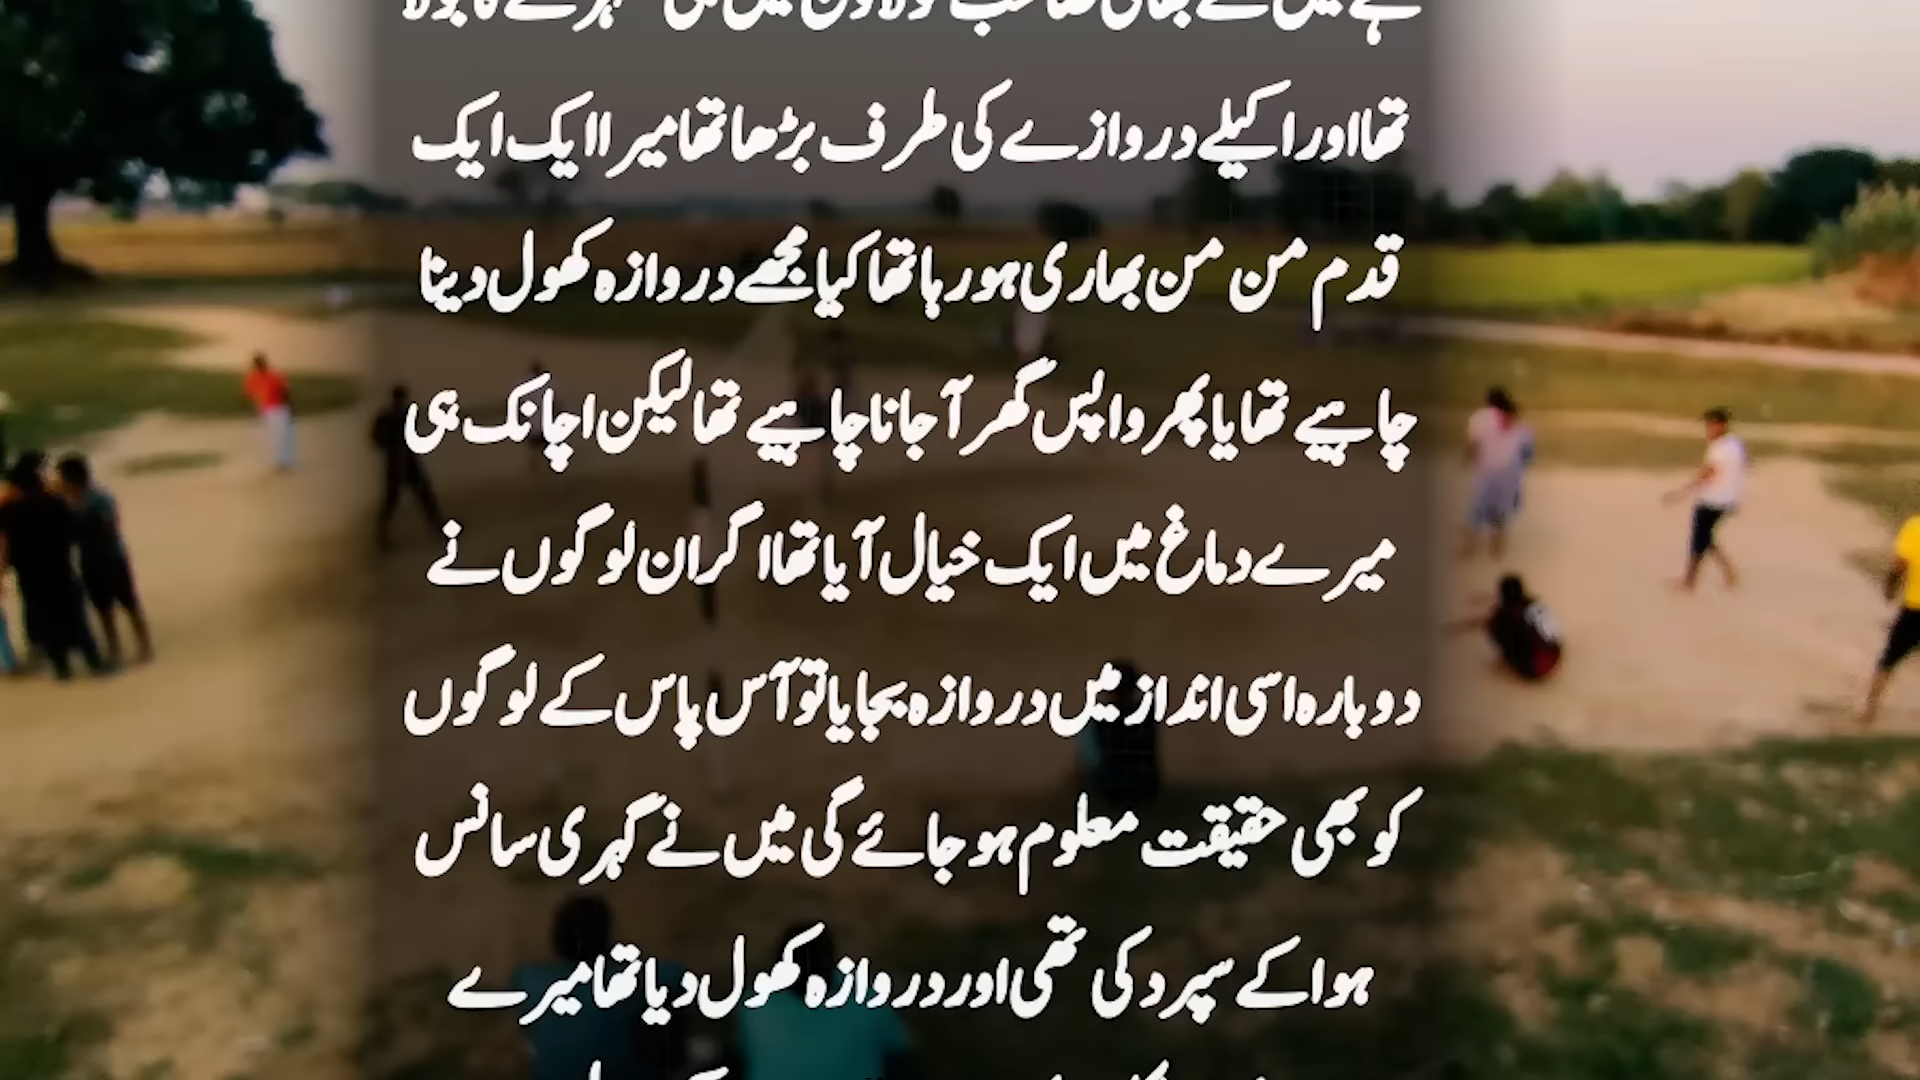 تھا اور اکیلے دروازے کی طرف بڑھا تھا میرا ایک ایک
قدم من من بھاری ہو رہا تھا کیا مجھے دروازہ کھول دینا
چاہیے تھا یا پھر واپس گھر آ جانا چاہیے تھا لیکن اچانک ہی
میرے دماغ میں ایک خیال آیا تھا اگر ان لوگوں نے
دوبارہ اسی انداز میں دروازہ بجایا تو آس پاس کے لوگوں
کو بھی حقیقت معلوم ہو جائے گی میں نے گہری سانس
ہوا کے سپرد کی تھی اور دروازہ کھول دیا تھا میرے